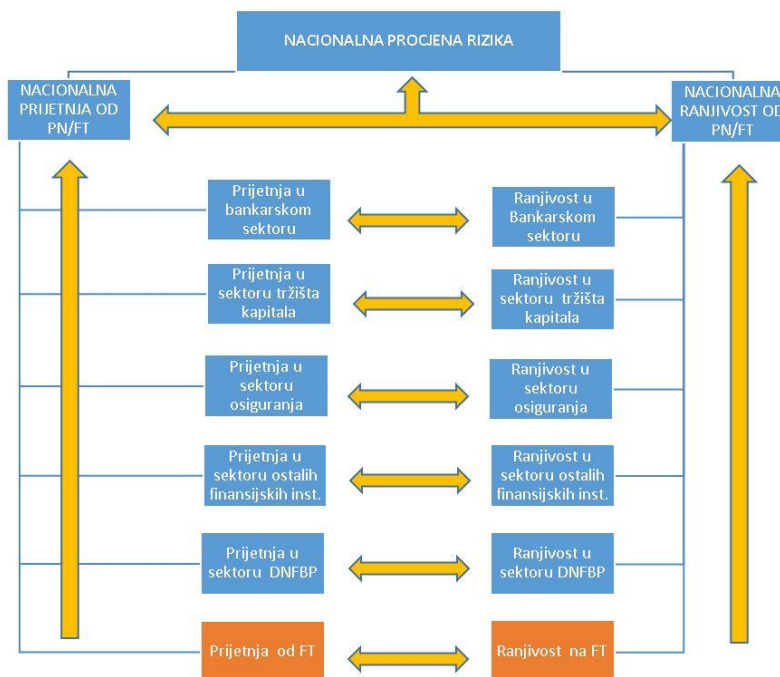 NACIONALNA PROCJENA RIZIKA
NACIONALNA
PRIJETNJA OD
PN/FT
NACIONALNA
RANJIVOST OD
PN/FT
Prijetnja u
bankarskom
sektoru
Ranjivost u
Bankarskom
sektoru
Prijetnja u
sektoru tržišta
kapitala
Ranjivost u
sektoru tržišta
kapitala
Prijetnja u
sektoru
osiguranja
Ranjivost u
sektoru
osiguranja
Prijetnja u
sektoru ostalih
finansijskih inst.
Ranjivost u
sektoru ostalih
finansijskih inst.
Prijetnja u
sektoru DNFBP
Ranjivost u
sektoru DNFBP
Prijetnja od FT
Ranjivost na FT